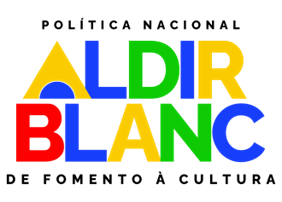 POLÍTICA NACIONAL
ALDIR
BLANC
DE FOMENTO À CULTURA